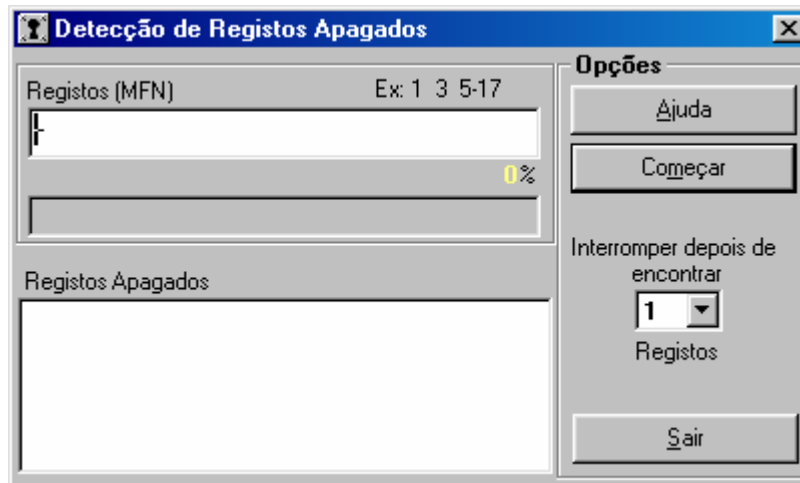 Detecção de Registos Apagados
Registos (MFN) Ex: 1 3 5-17
-
0%
Registos Apagados
Opções
Ajuda
Começar
Interromper depois de
encontrar
1
Registos
Sair